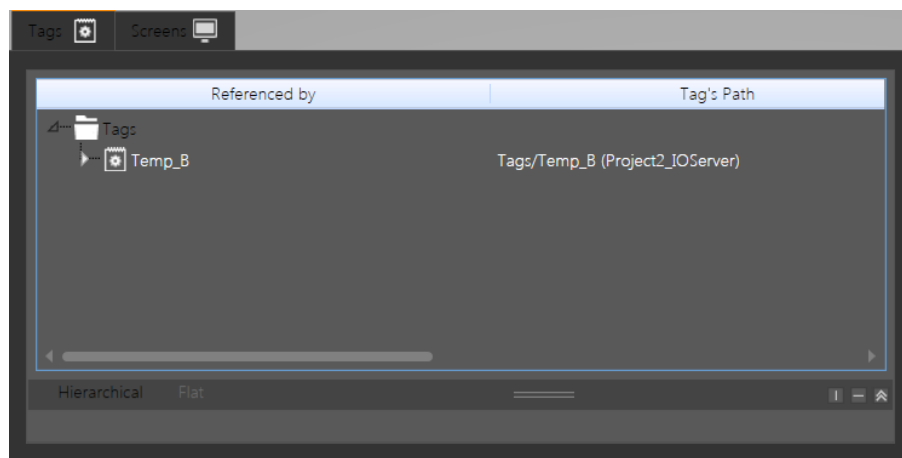 Tags Screens
Referenced by Tag's Path
Tags
Temp_B Tags/Temp_B (Project2_IOServer)
Hierarchical Flat